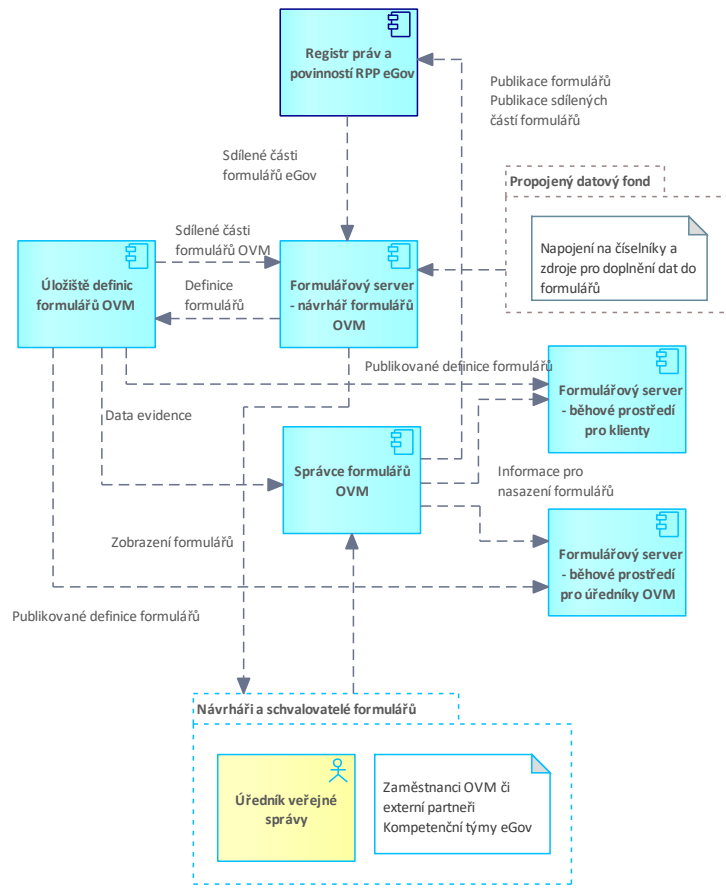 Registr práv a
povinností RPP eGov
Publikace formulářů
Publikace sdílených
částí formulářů
Sdílené části
formulářů eGov
Propojený datový fond
Napojení na číselníky a
zdroje pro doplnění dat do
formulářů
Sdílené části
formulářů OVM
Úložiště definic
formulářů OVM
Definice
formulářů
Formulářový server
- návrhář formulářů
OVM
Publikované definice formulářů
Formulářový server
- běhové prostředí
pro klienty
Data evidence
Správce formulářů
OVM
Informace pro
nasazení formulářů
Zobrazení formulářů
Formulářový server
- běhové prostředí
pro úředníky OVM
Publikované definice formulářů
Návrháři a schvalovatelé formulářů
Úředník veřejné
správy
Zaměstnanci OVM či
externí partneři
Kompetenční týmy eGov